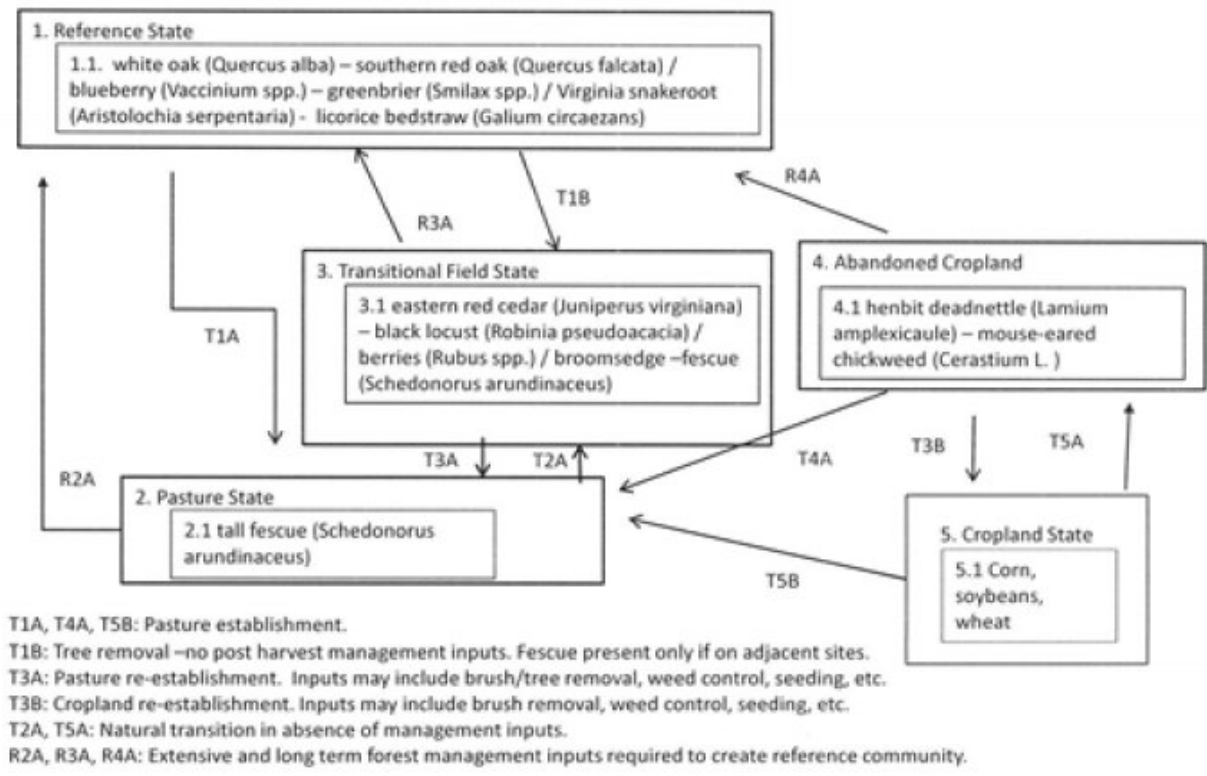 1. Reference State
1.1. white oak (Quercus alba) – southern red oak (Quercus falcata) /
blueberry (Vaccinium spp.) – greenbrier (Smilax spp.) / Virginia snakeroot
(Aristolochia serpentaria) - licorice bedstraw (Galium circaezans)
R4A
T1B
R3A
3. Transitional Field State
3.1 eastern red cedar (Juniperus virginiana)
– black locust (Robinia pseudoacacia) /
berries (Rubus spp.) / broomsedge –fescue
(Schedonorus arundinaceus)
4. Abandoned Cropland
4.1 henbit deadnettle (Lamium
amplexicaule) – mouse-eared
chickweed (Cerastium L. )
T1A
T3A
T2A
T4A
T3B
T5A
R2A
2. Pasture State
2.1 tall fescue (Schedonorus
arundinaceus)
5. Cropland State
5.1 Corn,
soybeans,
wheat
T5B
T1A, T4A, T5B: Pasture establishment.
T1B: Tree removal –no post harvest management inputs. Fescue present only if on adjacent sites.
T3A: Pasture re-establishment. Inputs may include brush/tree removal, weed control, seeding, etc.
T3B: Cropland re-establishment. Inputs may include brush removal, weed control, seeding, etc.
T2A, T5A: Natural transition in absence of management inputs.
R2A, R3A, R4A: Extensive and long term forest management inputs required to create reference community.